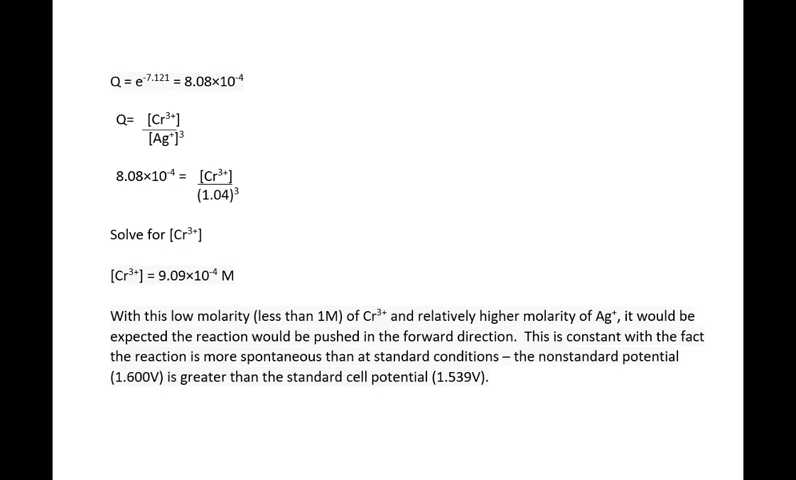 Q = e⁻⁷·¹²¹ = 8.08×10⁻⁴
Q= [Cr³⁺]
[Ag⁺]³
8.08×10⁻⁴ = [Cr³⁺]
(1.04)³
Solve for [Cr³⁺]
[Cr³⁺] = 9.09×10⁻⁴ M
With this low molarity (less than 1M) of Cr³⁺ and relatively higher molarity of Ag⁺, it would be
expected the reaction would be pushed in the forward direction.  This is constant with the fact
the reaction is more spontaneous than at standard conditions – the nonstandard potential
(1.600V) is greater than the standard cell potential (1.539V).